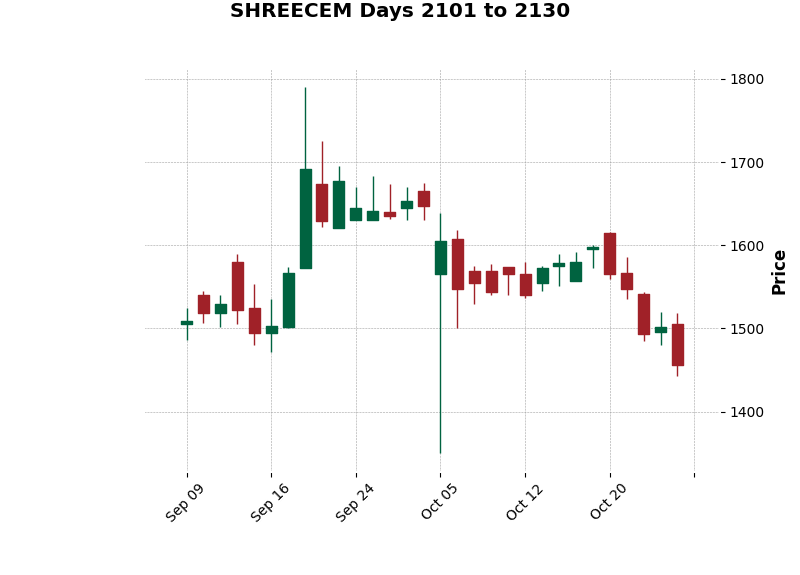 SHREECEM Days 2101 to 2130
1800
1700
1600
1500
1400
Price
Sep 09
Sep 16
Sep 24
Oct 05
Oct 12
Oct 20